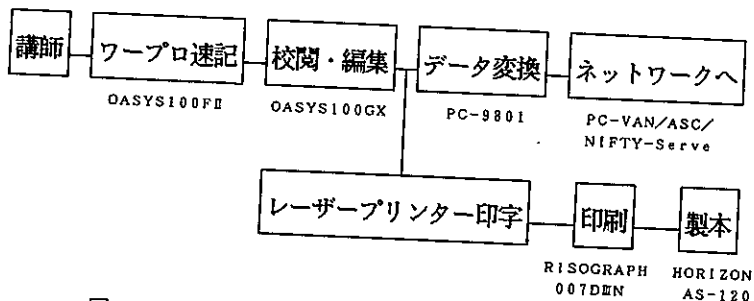 講師
ワープロ速記
校閲・編集
データ変換
ネットワークへ
OASYS100FⅡ
OASYS100GX
PC-9801
PC-VAN/ASC/
NIFTY-Serve
レーザープリンター印字
印刷
製本
RISOGRAPH
007DⅢN
HORIZON
AS-120